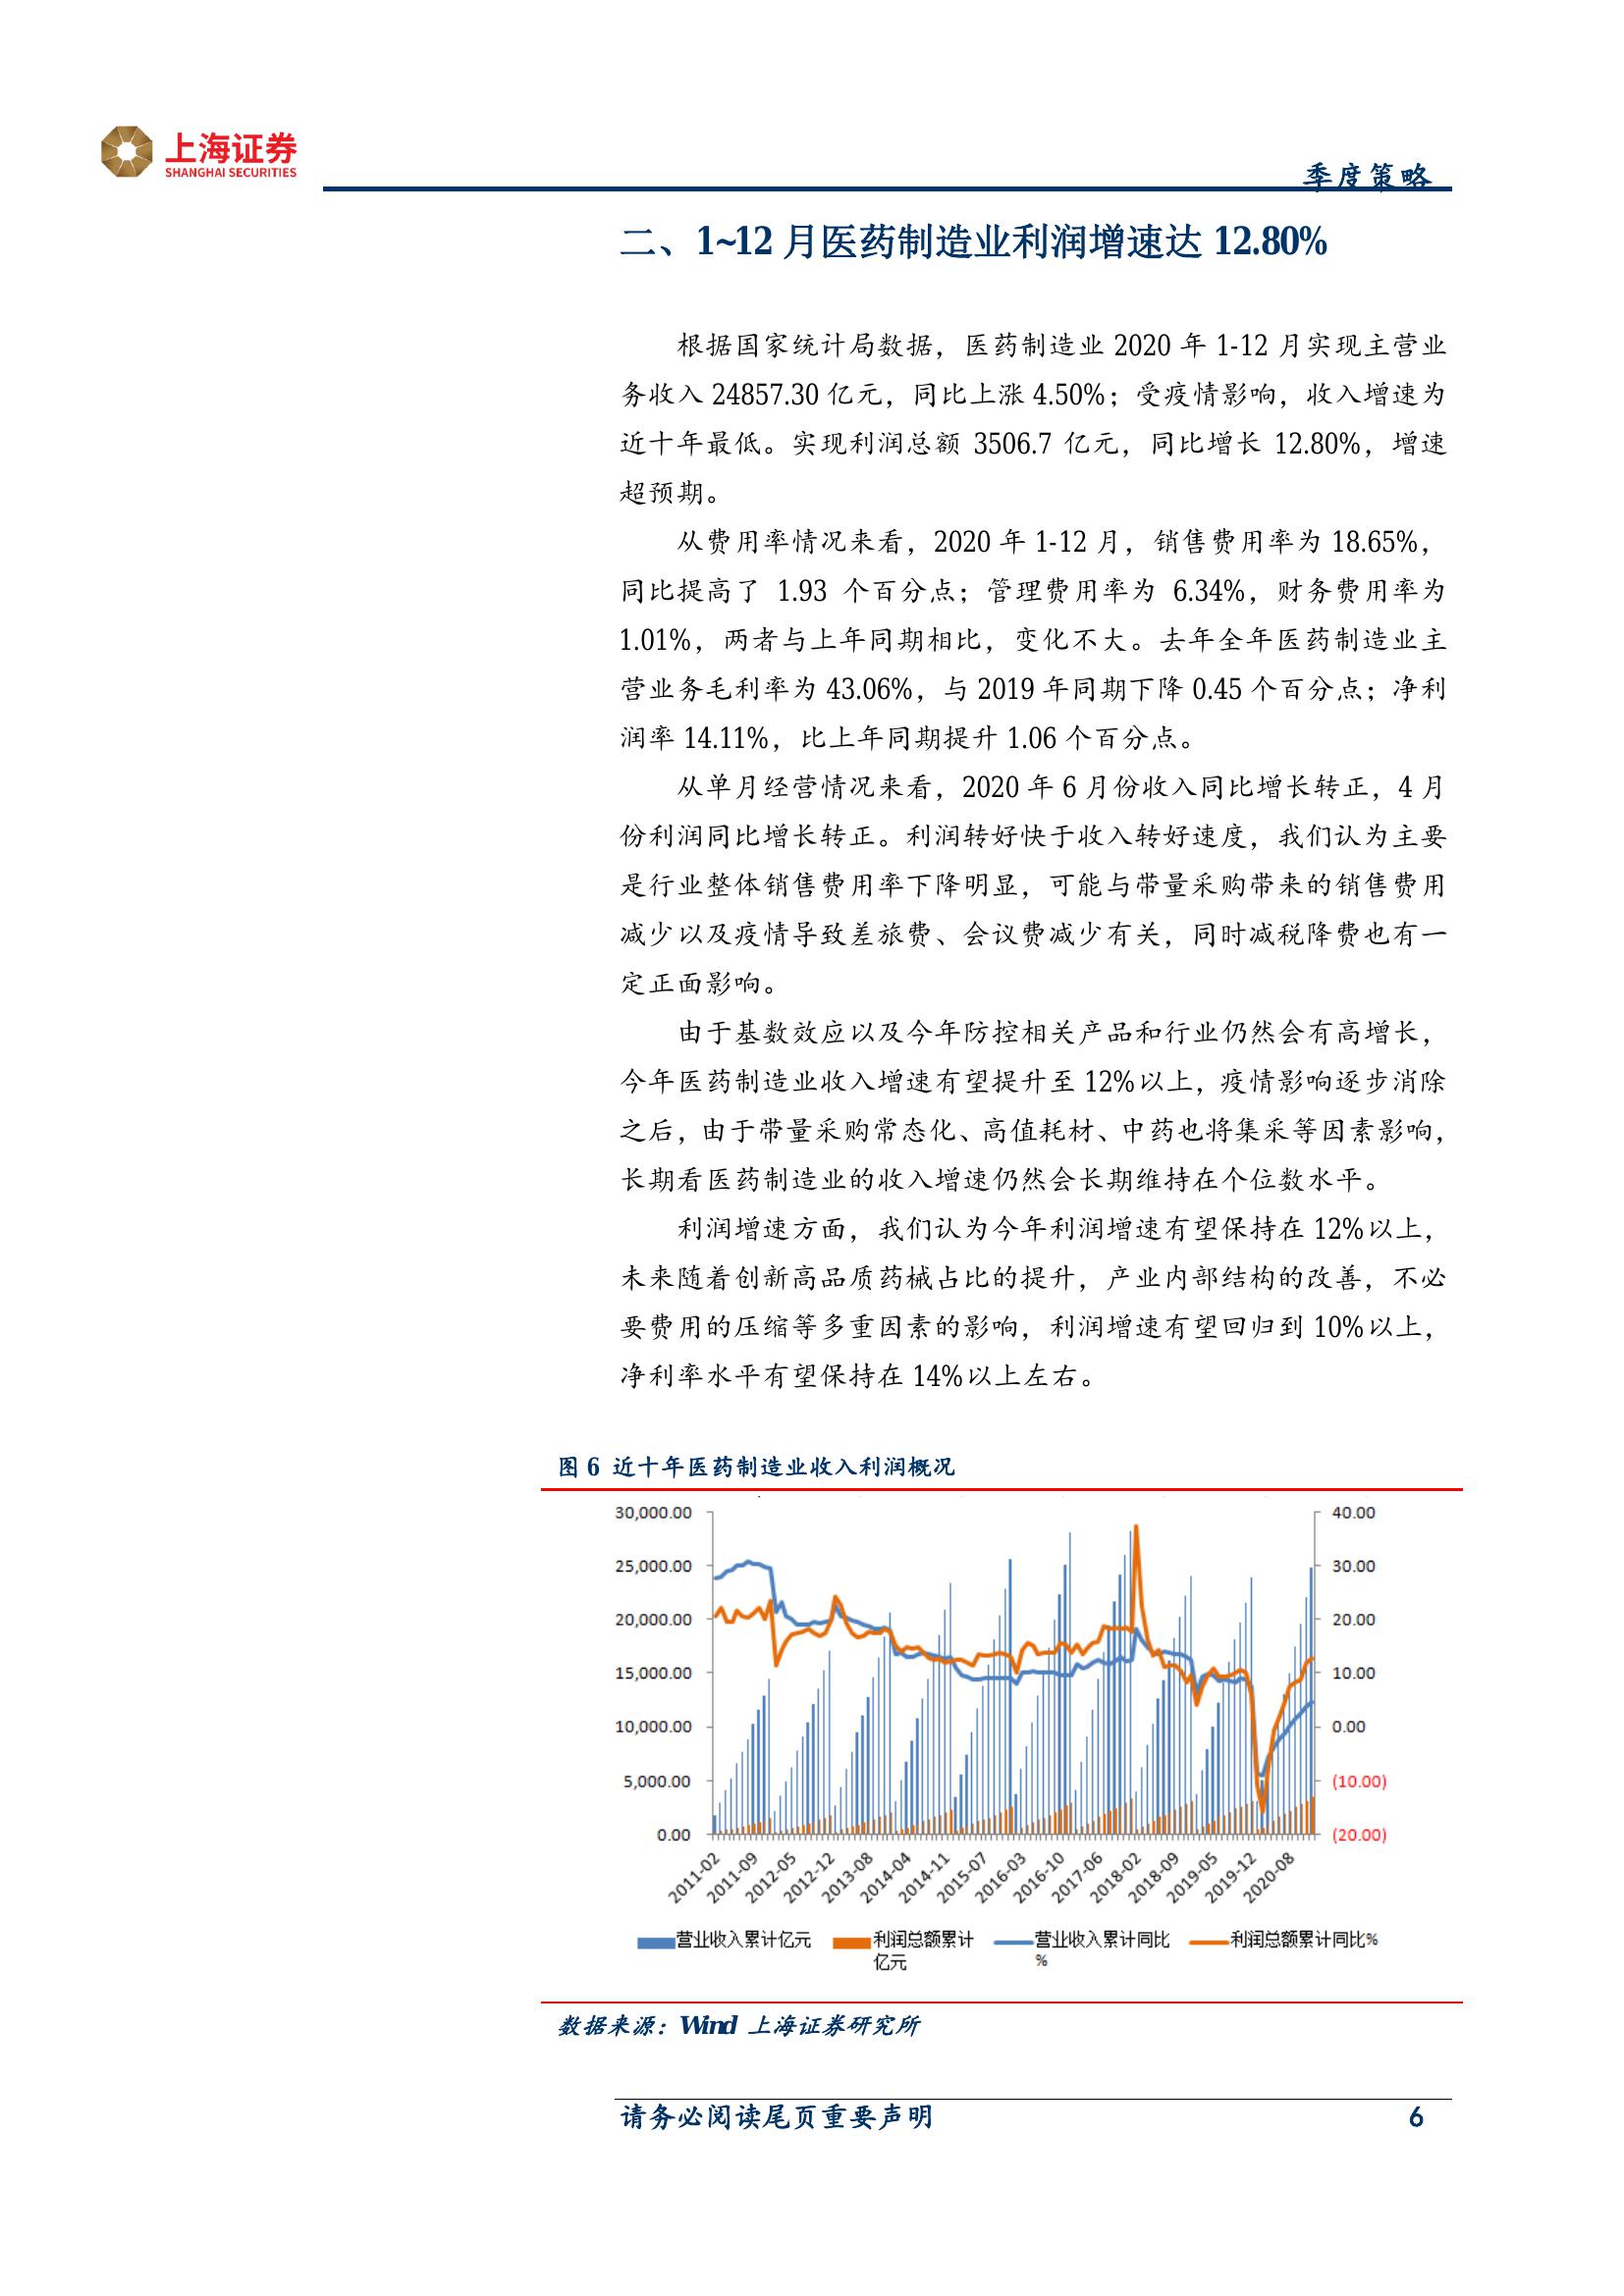 上海证券
SHANGHAI SECURITIES
季度策略
二、1~12 月医药制造业利润增速达 12.80%
根据国家统计局数据，医药制造业 2020 年 1-12 月实现主营业
务收入 24857.30 亿元，同比上涨 4.50%；受疫情影响，收入增速为
近十年最低。实现利润总额 3506.7 亿元，同比增长 12.80%，增速
超预期。
从费用率情况来看，2020 年 1-12 月，销售费用率为 18.65%，
同比提高了 1.93 个百分点；管理费用率为 6.34%，财务费用率为
1.01%，两者与上年同期相比，变化不大。去年全年医药制造业主
营业务毛利率为 43.06%，与 2019 年同期下降 0.45 个百分点；净利
润率 14.11%，比上年同期提升 1.06 个百分点。
从单月经营情况来看，2020 年 6 月份收入同比增长转正，4 月
份利润同比增长转正。利润转好快于收入转好速度，我们认为主要
是行业整体销售费用率下降明显，可能与带量采购带来的销售费用
减少以及疫情导致差旅费、会议费减少有关，同时减税降费也有一
定正面影响。
由于基数效应以及今年防控相关产品和行业仍然会有高增长，
今年医药制造业收入增速有望提升至 12%以上，疫情影响逐步消除
之后，由于带量采购常态化、高值耗材、中药也将集采等因素影响，
长期看医药制造业的收入增速仍然会长期维持在个位数水平。
利润增速方面，我们认为今年利润增速有望保持在 12%以上，
未来随着创新高品质药械占比的提升，产业内部结构的改善，不必
要费用的压缩等多重因素的影响，利润增速有望回归到 10%以上，
净利率水平有望保持在 14%以上左右。
图 6 近十年医药制造业收入利润概况
30,000.00
25,000.00
20,000.00
15,000.00
10,000.00
5,000.00
0.00
40.00
30.00
20.00
10.00
0.00
(10.00)
(20.00)
2011-02
2011-09
2012-05
2012-12
2013-08
2014-04
2014-11
2015-07
2016-03
2016-10
2017-06
2018-02
2018-09
2019-05
2019-12
2020-08
营业收入累计亿元
利润总额累计
亿元
营业收入累计同比
%
利润总额累计同比%
数据来源：Wind 上海证券研究所
请务必阅读尾页重要声明
6